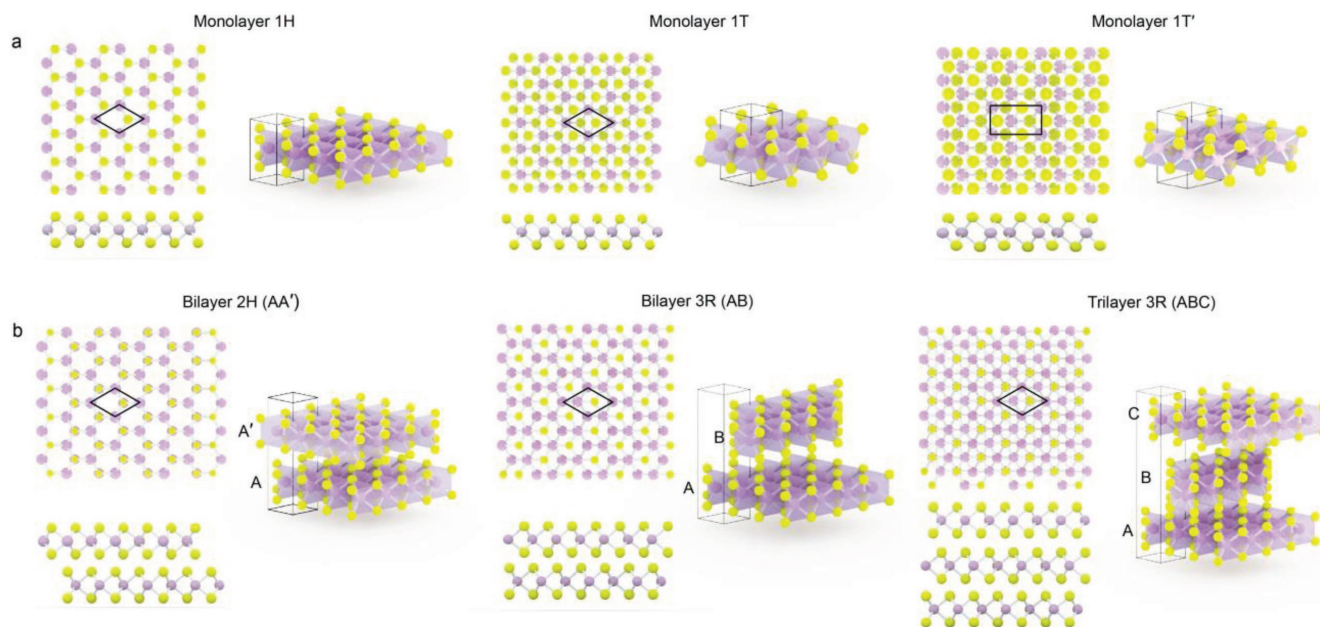 Monolayer 1H
Monolayer 1T
Monolayer 1T′
a
Bilayer 2H (AA′)
Bilayer 3R (AB)
Trilayer 3R (ABC)
b
A′
A
B
A
C
B
A